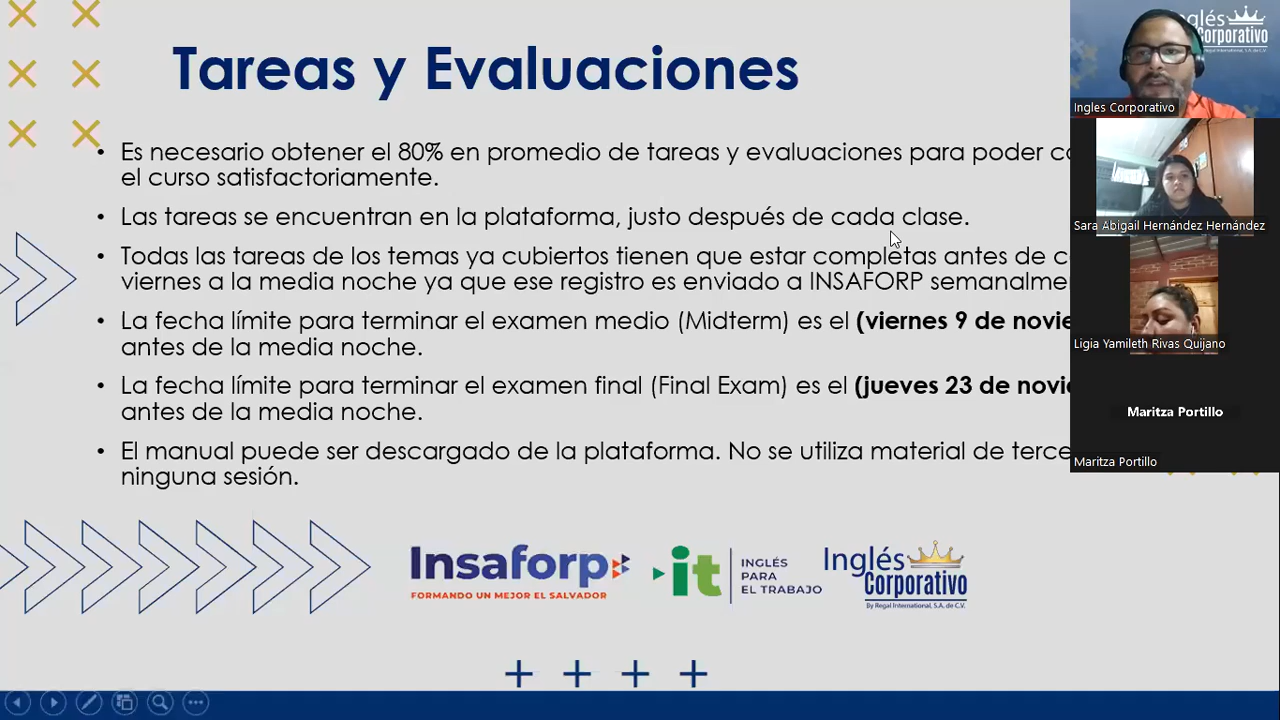 Tareas y Evaluaciones
• Es necesario obtener el 80% en promedio de tareas y evaluaciones para poder
el curso satisfactoriamente.
• Las tareas se encuentran en la plataforma, justo después de cada clase.
• Todas las tareas de los temas ya cubiertos tienen que estar completas antes de
viernes a la media noche ya que ese registro es enviado a INSAFORP
• La fecha límite para terminar el examen medio (Midterm) es el (viernes 9 de
antes de la media noche.
• La fecha límite para terminar el examen final (Final Exam) es el (jueves 23 de
antes de la media noche.
• El manual puede ser descargado de la plataforma. No se utiliza material de
ninguna sesión.
Insaforp
FORMANDO UN MEJOR EL SALVADOR
it
INGLÉS
PARA
EL TRABAJO
Inglés
Corporativo
By Regal International, S.A. de C.V.
Corporativo
Ingles Corporativo
Sara Abigail Hernández Hernández
Ligia Yamileth Rivas Quijano
Maritza Portillo
Maritza Portillo